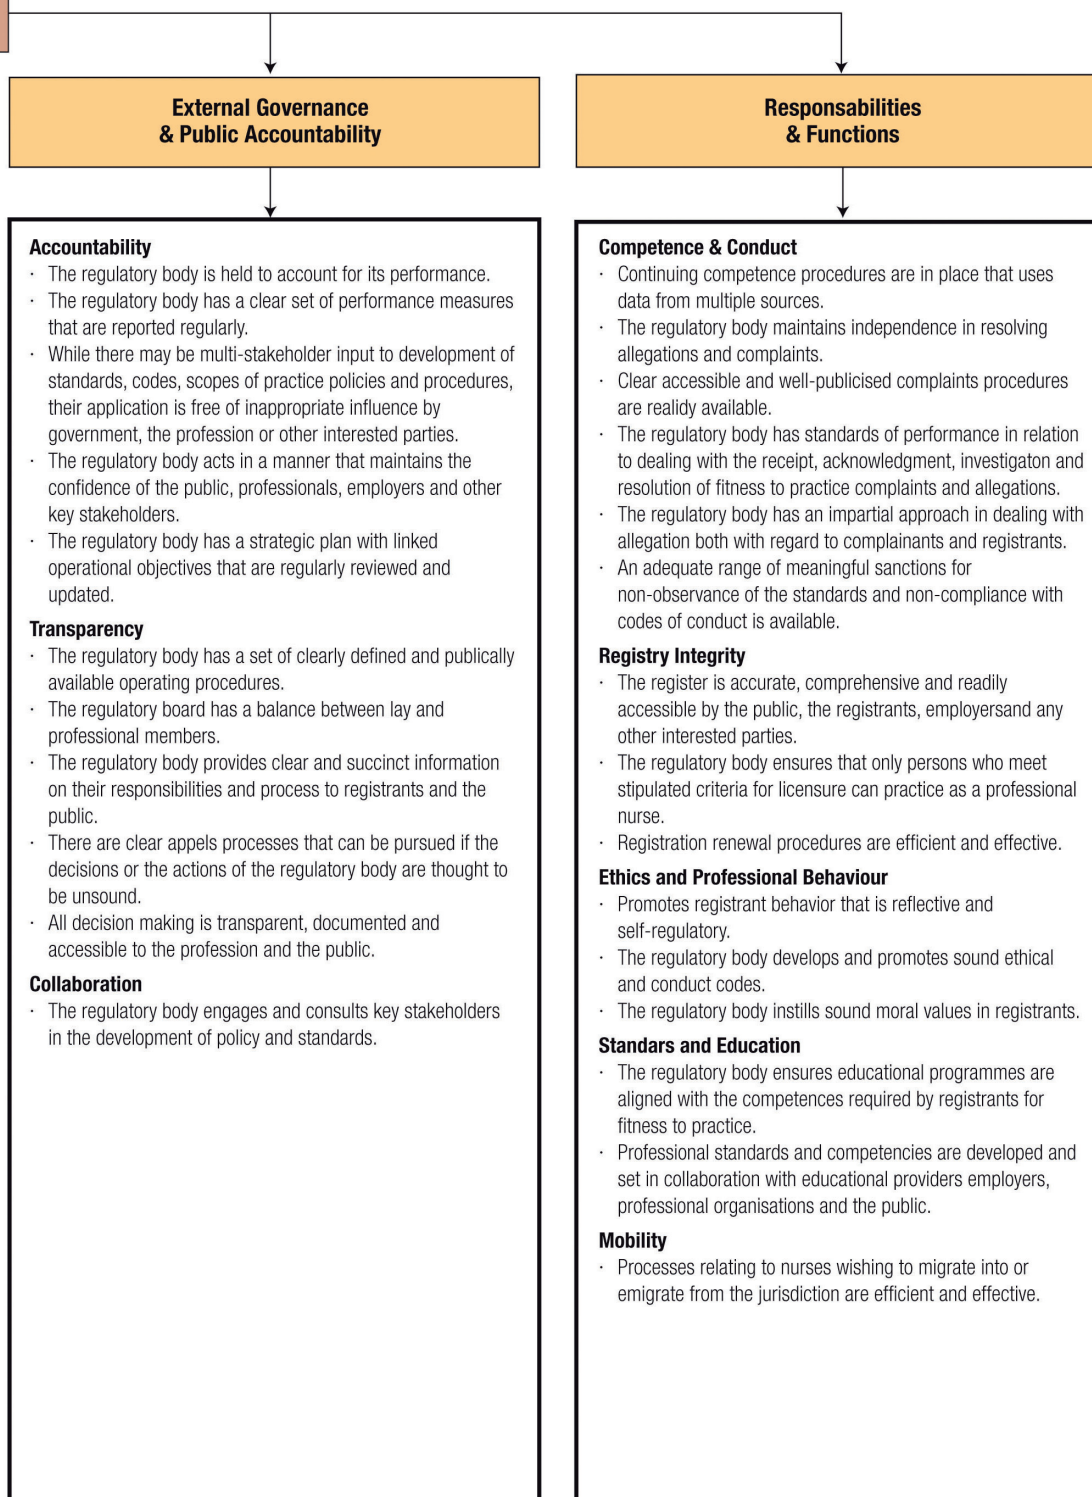 External Governance
& Public Accountability
Accountability
· The regulatory body is held to account for its performance.
· The regulatory body has a clear set of performance measures
that are reported regularly.
· While there may be multi-stakeholder input to development of
standards, codes, scopes of practice policies and procedures,
their application is free of inappropriate influence by
government, the profession or other interested parties.
· The regulatory body acts in a manner that maintains the
confidence of the public, professionals, employers and other
key stakeholders.
· The regulatory body has a strategic plan with linked
operational objectives that are regularly reviewed and
updated.
Transparency
· The regulatory body has a set of clearly defined and publically
available operating procedures.
· The regulatory board has a balance between lay and
professional members.
· The regulatory body provides clear and succinct information
on their responsibilities and process to registrants and the
public.
· There are clear appels processes that can be pursued if the
decisions or the actions of the regulatory body are thought to
be unsound.
· All decision making is transparent, documented and
accessible to the profession and the public.
Collaboration
· The regulatory body engages and consults key stakeholders
in the development of policy and standards.
Responsabilities
& Functions
Competence & Conduct
· Continuing competence procedures are in place that uses
data from multiple sources.
· The regulatory body maintains independence in resolving
allegations and complaints.
· Clear accessible and well-publicised complaints procedures
are realidy available.
· The regulatory body has standards of performance in relation
to dealing with the receipt, acknowledgment, investigaton and
resolution of fitness to practice complaints and allegations.
· The regulatory body has an impartial approach in dealing with
allegation both with regard to complainants and registrants.
· An adequate range of meaningful sanctions for
non-observance of the standards and non-compliance with
codes of conduct is available.
Registry Integrity
· The register is accurate, comprehensive and readily
accessible by the public, the registrants, employersand any
other interested parties.
· The regulatory body ensures that only persons who meet
stipulated criteria for licensure can practice as a professional
nurse.
· Registration renewal procedures are efficient and effective.
Ethics and Professional Behaviour
· Promotes registrant behavior that is reflective and
self-regulatory.
· The regulatory body develops and promotes sound ethical
and conduct codes.
· The regulatory body instills sound moral values in registrants.
Standars and Education
· The regulatory body ensures educational programmes are
aligned with the competences required by registrants for
fitness to practice.
· Professional standards and competencies are developed and
set in collaboration with educational providers employers,
professional organisations and the public.
Mobility
· Processes relating to nurses wishing to migrate into or
emigrate from the jurisdiction are efficient and effective.